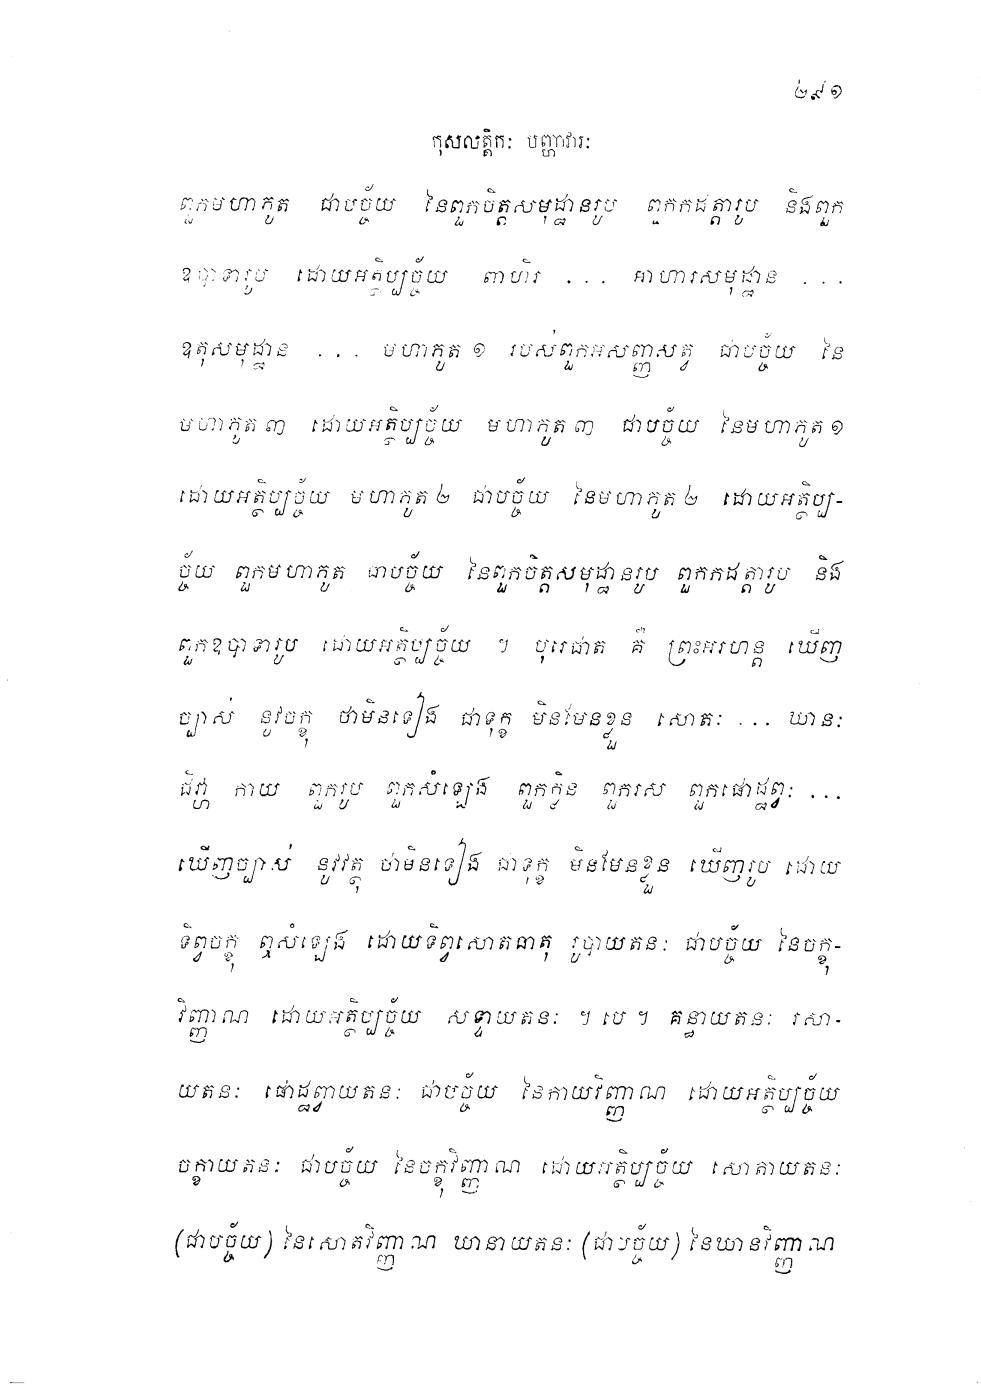 ២៩១
កុសលត្តិកៈ បញ្ហាវារៈ
ពួកមហាភូត ជាបច្ច័យ នៃពួកចិត្តសមុដ្ឋានរូប ពួកកដត្តារូប និងពួក
ឧបាទារូប ដោយអត្ថិប្បច្ច័យ ពាហិរ ... អាហារសមុដ្ឋាន ...
ឧតុសមុដ្ឋាន ... មហាភូត ១ របស់ពួកអសញ្ញសត្វ ជាបច្ច័យ នៃ
មហាភូត ៣ ដោយអត្ថិប្បច្ច័យ មហាភូត ៣ ជាបច្ច័យ នៃមហាភូត ១
ដោយអត្ថិប្បច្ច័យ មហាភូត ២ ជាបច្ច័យ នៃមហាភូត ២ ដោយអត្ថិប្ប-
ច្ច័យ ពួកមហាភូត ជាបច្ច័យ នៃពួកចិត្តសមុដ្ឋានរូប ពួកកដត្តារូប និង
ពួកឧបាទារូប ដោយអត្ថិប្បច្ច័យ ។ បុរេជាត គឺ ព្រះអរហន្ត ឃើញ
ច្បាស់ នូវចក្ខុ ថាមិនទៀង ជាទុក្ខ មិនមែនខ្លួន សោតៈ ... ឃានៈ
ជិវ្ហា កាយ ពួករូប ពួកសំឡេង ពួកក្លិន ពួករស ពួកផោដ្ឋព្វៈ ...
ឃើញច្បាស់ នូវវត្ថុ ថាមិនទៀង ជាទុក្ខ មិនមែនខ្លួន ឃើញរូប ដោយ
ទិព្វចក្ខុ ឮសំឡេង ដោយទិព្វសោតធាតុ រូបាយតនៈ ជាបច្ច័យ នៃចក្ខុ-
វិញ្ញាណ ដោយអត្ថិប្បច្ច័យ សទ្ទាយតនៈ ។ បេ ។ គន្ធាយតនៈ រសា-
យតនៈ ផោដ្ឋព្វាយតនៈ ជាបច្ច័យ នៃកាយវិញ្ញាណ ដោយអត្ថិប្បច្ច័យ
ចក្ខាយតនៈ ជាបច្ច័យ នៃចក្ខុវិញ្ញាណ ដោយអត្ថិប្បច្ច័យ សោតាយតនៈ
(ជាបច្ច័យ) នៃសោតវិញ្ញាណ ឃានាយតនៈ (ជាបច្ច័យ) នៃឃានវិញ្ញាណ